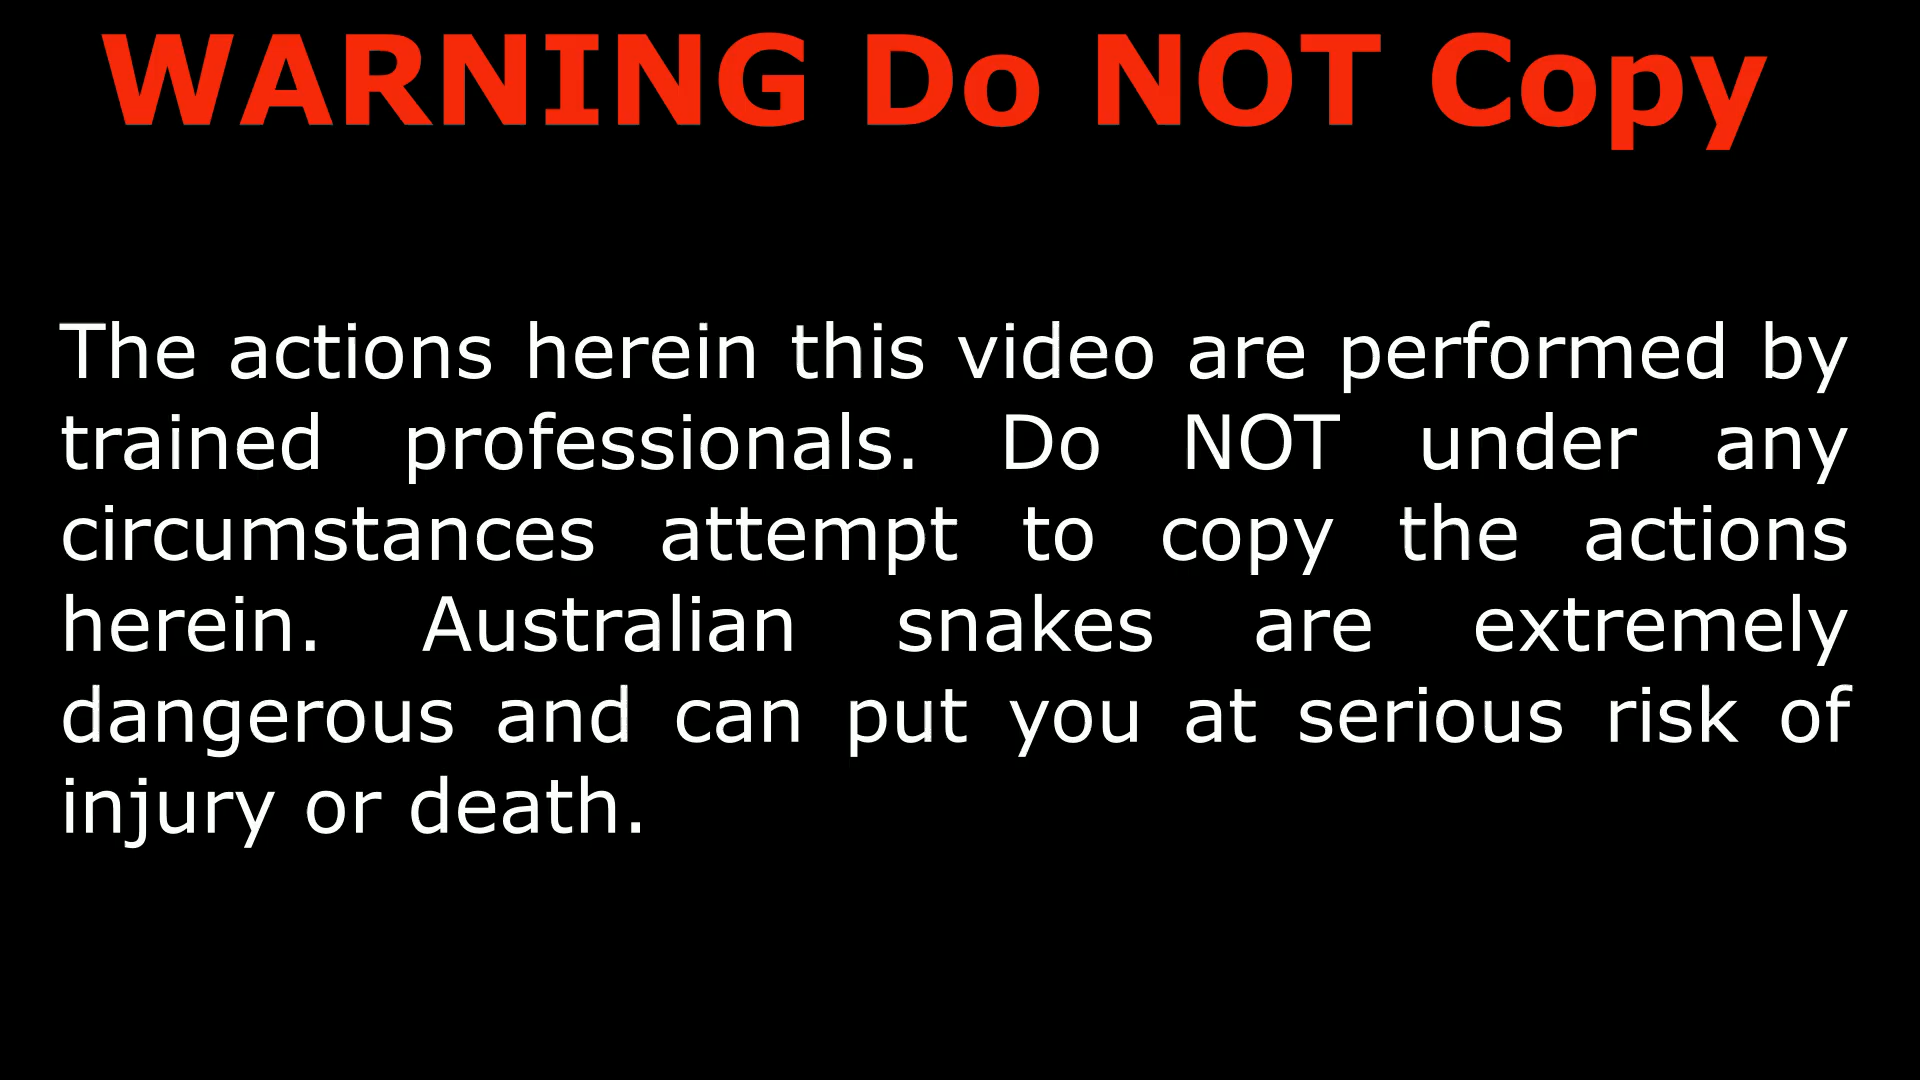 WARNING Do NOT Copy
The actions herein this video are performed by
trained professionals. Do NOT under any
circumstances attempt to copy the actions
herein. Australian snakes are extremely
dangerous and can put you at serious risk of
injury or death.